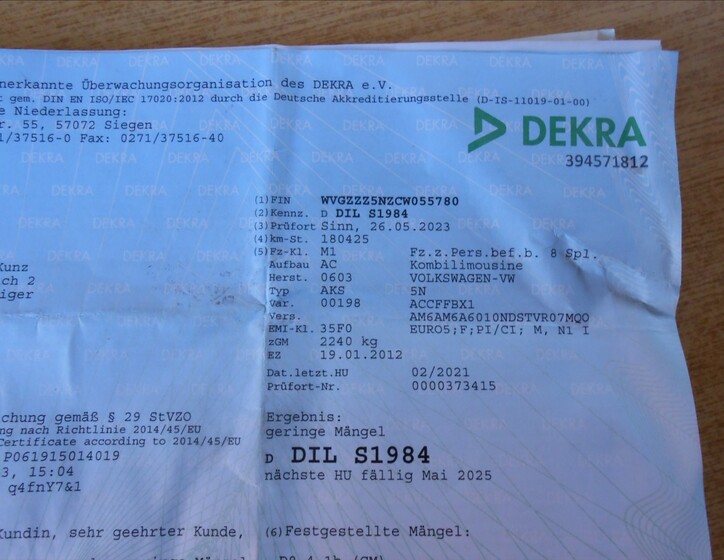 nerkannte Überwachungsorganisation des DEKRA e.V.
gem. DIN EN ISO/IEC 17020:2012 durch die Deutsche Akkreditierungsstelle (D-IS-11019-01-00)
e Niederlassung:
r. 55, 57072 Siegen
1/37516-0 Fax: 0271/37516-40
DEKRA
394571812
(1) FIN WVGZZZ5NZCW055780
(2) Kennz. D DIL S1984
(3) Prüfort Sinn, 26.05.2023
(4) km-St. 180425
(5) Fz-Kl. M1 Fz.z.Pers.bef.b. 8 Spl.
Aufbau AC Kombilimousine
Herst. 0603 VOLKSWAGEN-VW
Typ AKS 5N
Var. 00198 ACCFFBX1
Vers. AM6AM6A6010NDSTVR07MQO
EMI-Kl. 35F0 EURO5;F;PI/CI; M, N1 I
zGM 2240 kg
EZ 19.01.2012
Dat.letzt.HU 02/2021
Prüfort-Nr. 0000373415
Kunz
ch 2
iger
chung gemäß § 29 StVZO
ng nach Richtlinie 2014/45/EU
Certificate according to 2014/45/EU
P061915014019
3, 15:04
q4fnY7&1
Ergebnis:
geringe Mängel
D DIL S1984
nächste HU fällig Mai 2025
Kundin, sehr geehrter Kunde,
(6) Festgestellte Mängel: